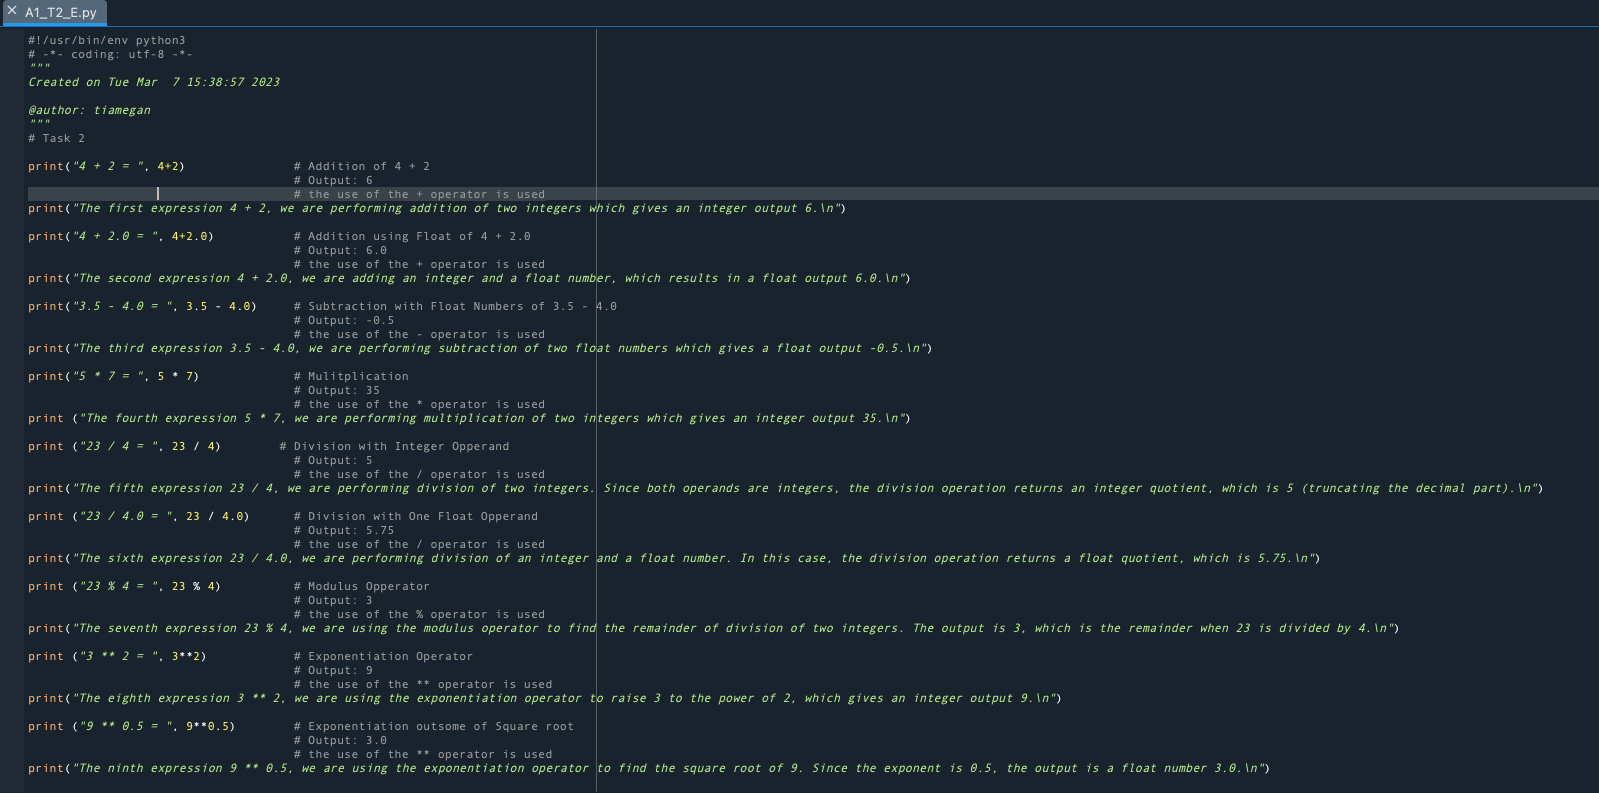 A1_T2_E.py
#!/usr/bin/env python3
# -*- coding: utf-8 -*-
"""
Created on Tue Mar  7 15:38:57 2023
@author: tiamegan
"""
# Task 2
print("4 + 2 = ", 4+2)               # Addition of 4 + 2
                                     # Output: 6
                                     # the use of the + operator is used
print("The first expression 4 + 2, we are performing addition of two integers which gives an integer output 6.\n")
print("4 + 2.0 = ", 4+2.0)           # Addition using Float of 4 + 2.0
                                     # Output: 6.0
                                     # the use of the + operator is used
print("The second expression 4 + 2.0, we are adding an integer and a float number, which results in a float output 6.0.\n")
print("3.5 - 4.0 = ", 3.5 - 4.0)     # Subtraction with Float Numbers of 3.5 - 4.0
                                     # Output: -0.5
                                     # the use of the - operator is used
print("The third expression 3.5 - 4.0, we are performing subtraction of two float numbers which gives a float output -0.5.\n")
print("5 * 7 = ", 5 * 7)             # Mulitplication
                                     # Output: 35
                                     # the use of the * operator is used
print ("The fourth expression 5 * 7, we are performing multiplication of two integers which gives an integer output 35.\n")
print ("23 / 4 = ", 23 / 4)        # Division with Integer Opperand
                                     # Output: 5
                                     # the use of the / operator is used
print("The fifth expression 23 / 4, we are performing division of two integers. Since both operands are integers, the division operation returns an integer quotient, which is 5 (truncating the decimal part).\n")
print ("23 / 4.0 = ", 23 / 4.0)      # Division with One Float Opperand
                                     # Output: 5.75
                                     # the use of the / operator is used
print("The sixth expression 23 / 4.0, we are performing division of an integer and a float number. In this case, the division operation returns a float quotient, which is 5.75.\n")
print ("23 % 4 = ", 23 % 4)          # Modulus Opperator
                                     # Output: 3
                                     # the use of the % operator is used
print("The seventh expression 23 % 4, we are using the modulus operator to find the remainder of division of two integers. The output is 3, which is the remainder when 23 is divided by 4.\n")
print ("3 ** 2 = ", 3**2)            # Exponentiation Operator
                                     # Output: 9
                                     # the use of the ** operator is used
print("The eighth expression 3 ** 2, we are using the exponentiation operator to raise 3 to the power of 2, which gives an integer output 9.\n")
print ("9 ** 0.5 = ", 9**0.5)        # Exponentiation outsome of Square root
                                     # Output: 3.0
                                     # the use of the ** operator is used
print("The ninth expression 9 ** 0.5, we are using the exponentiation operator to find the square root of 9. Since the exponent is 0.5, the output is a float number 3.0.\n")